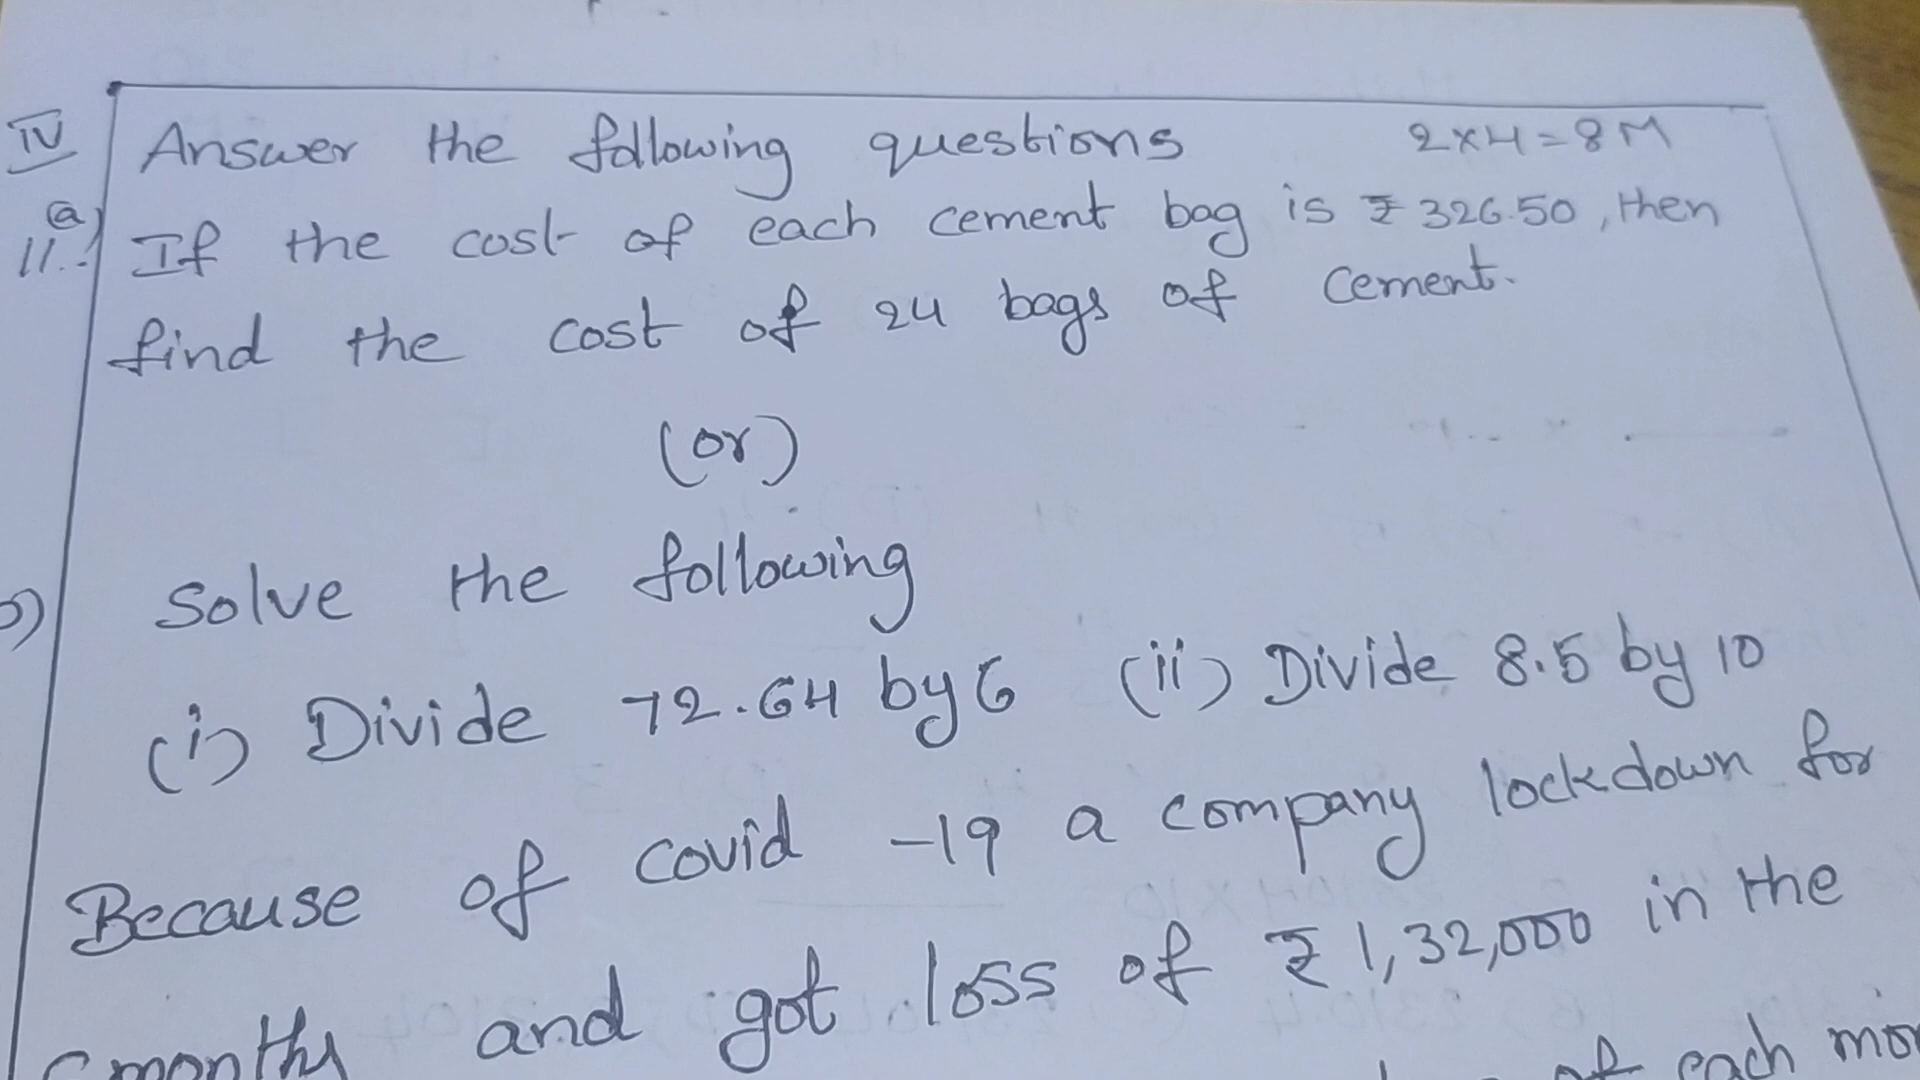 IV Answer the following questions 2×4=8M
11. a) If the cost of each cement bag is ₹ 326.50, then
find the cost of 24 bags of cement.
(or)
Solve the following
(i) Divide 72.64 by 6 (ii) Divide 8.5 by 10
Because of covid -19 a company lockdown for
months and got loss of ₹ 1,32,000 in the
of each